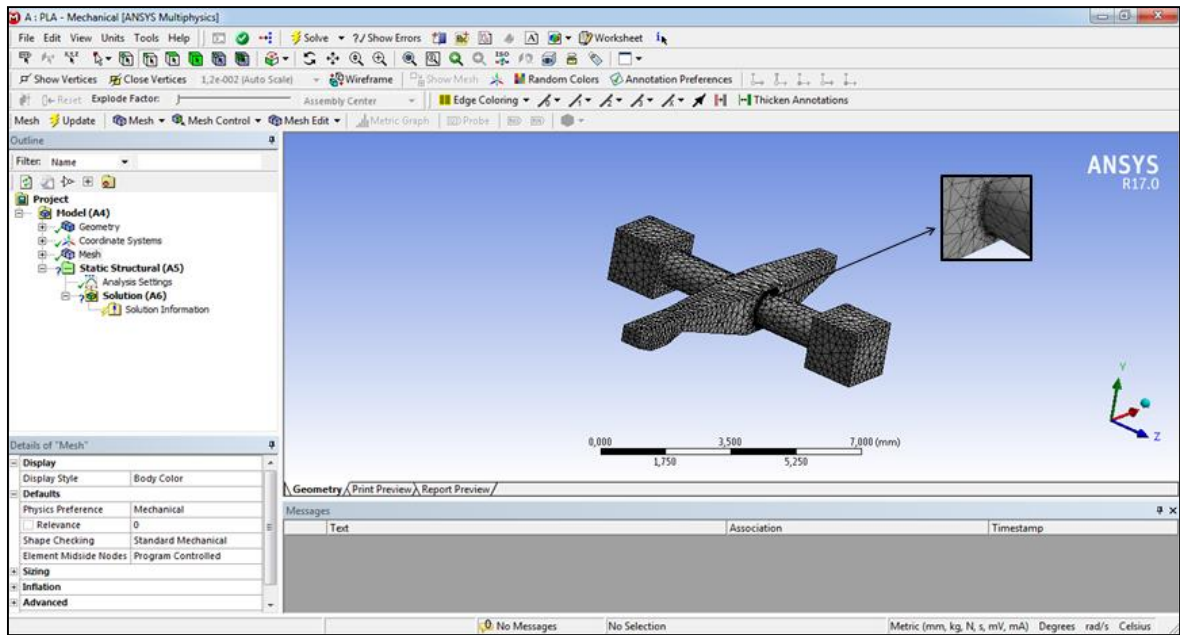 A : PLA - Mechanical [ANSYS Multiphysics]
File Edit View Units Tools Help Solve ?/ Show Errors Worksheet
Show Vertices Close Vertices 1,2e-002 (Auto Scale) Wireframe Show Mesh Random Colors Annotation Preferences
Reset Explode Factor: Assembly Center Edge Coloring Thicken Annotations
Mesh Update Mesh Mesh Control Mesh Edit Metric Graph Probe
Outline
Filter: Name
Project
Model (A4)
Geometry
Coordinate Systems
Mesh
Static Structural (A5)
Analysis Settings
Solution (A6)
Solution Information
ANSYS
R17.0
Y
Z
0,000 3,500 7,000 (mm)
1,750 5,250
Details of "Mesh"
Display
Display Style Body Color
Defaults
Physics Preference Mechanical
Relevance 0
Shape Checking Standard Mechanical
Element Midside Nodes Program Controlled
Sizing
Inflation
Advanced
Geometry Print Preview Report Preview
Messages
Text Association Timestamp
0 No Messages No Selection Metric (mm, kg, N, s, mV, mA) Degrees rad/s Celsius